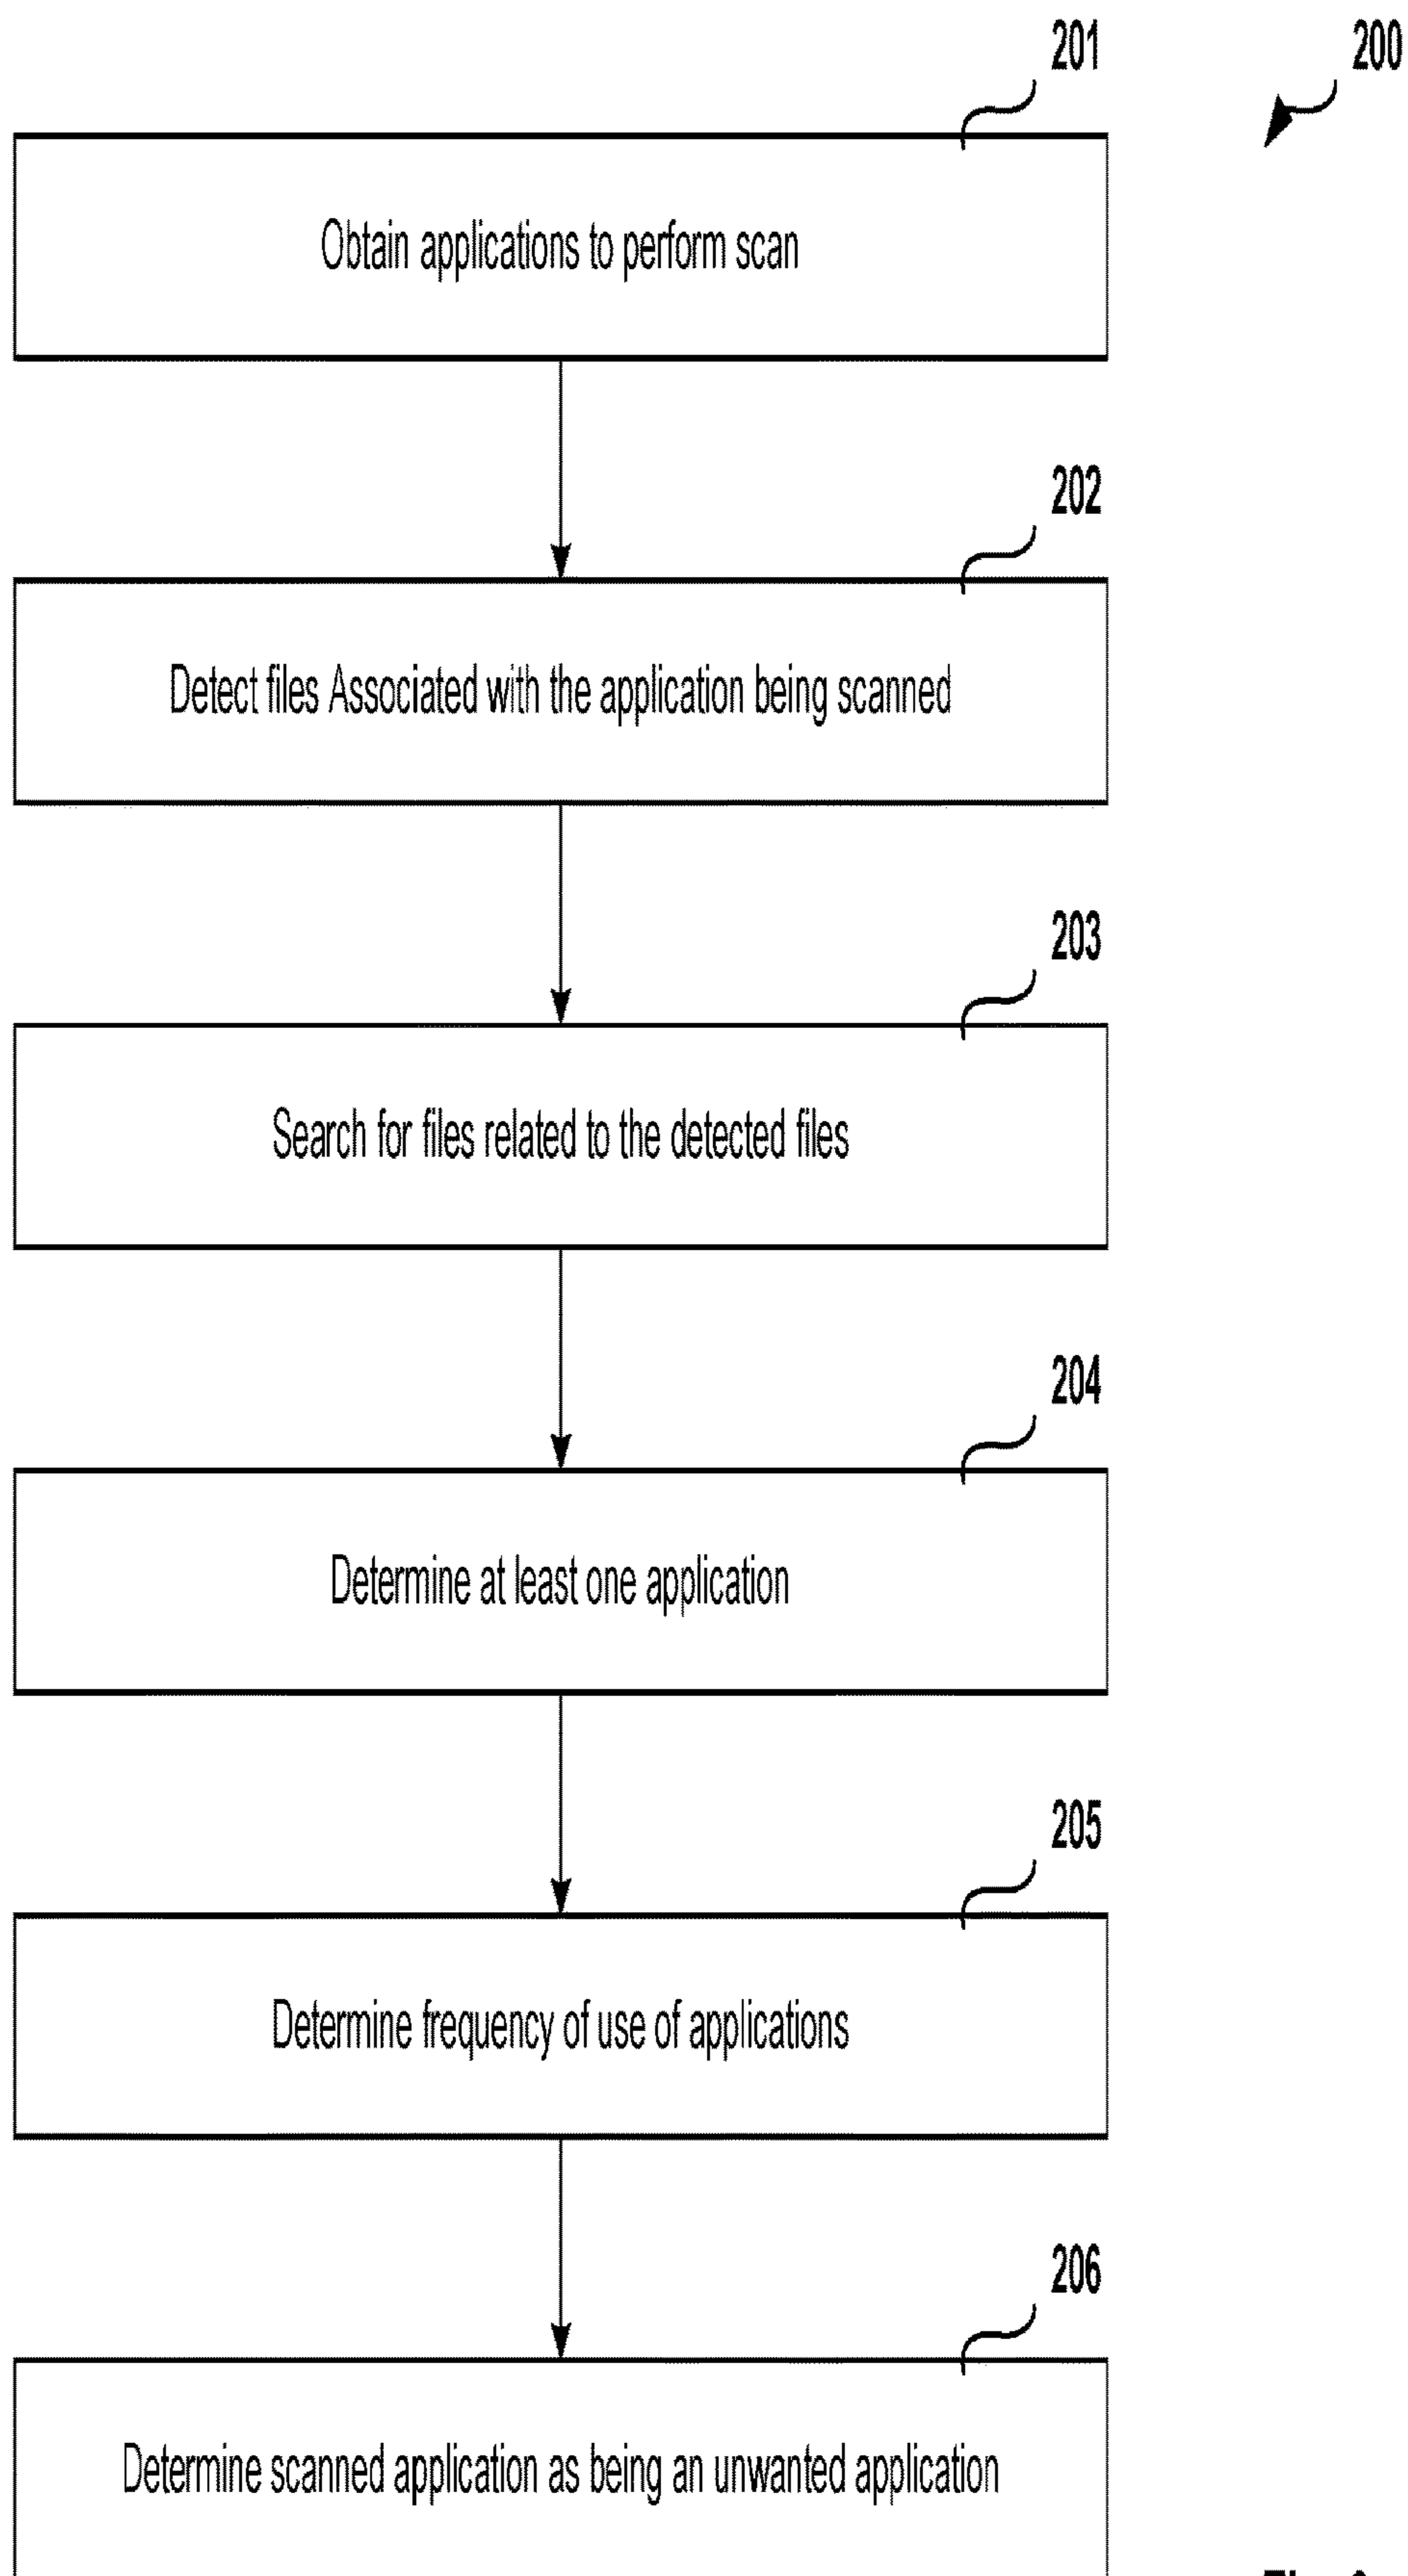 200
201
Obtain applications to perform scan
202
Detect files Associated with the application being scanned
203
Search for files related to the detected files
204
Determine at least one application
205
Determine frequency of use of applications
206
Determine scanned application as being an unwanted application